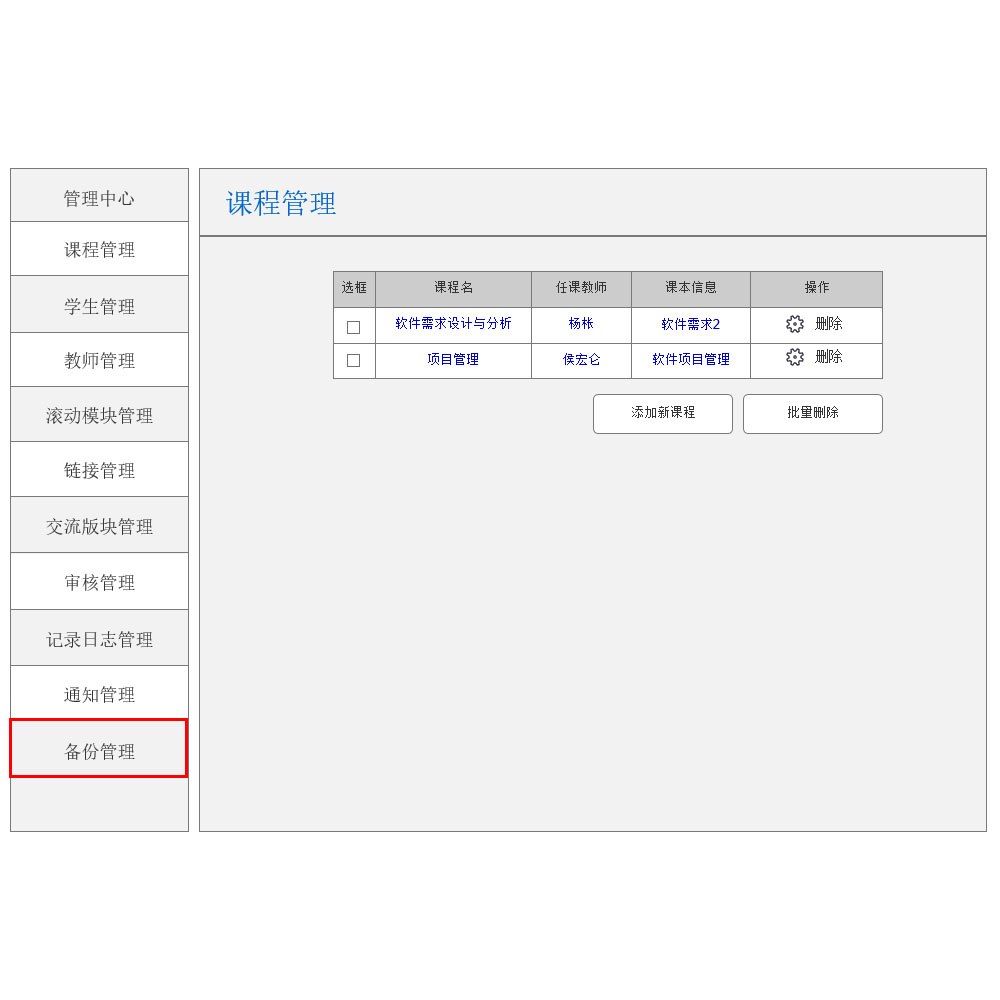 管理中心
课程管理
学生管理
教师管理
滚动模块管理
链接管理
交流版块管理
审核管理
记录日志管理
通知管理
备份管理
课程管理
选框 课程名 任课教师 课本信息 操作
软件需求设计与分析 杨枨 软件需求2 删除
项目管理 侯宏仑 软件项目管理 删除
添加新课程 批量删除